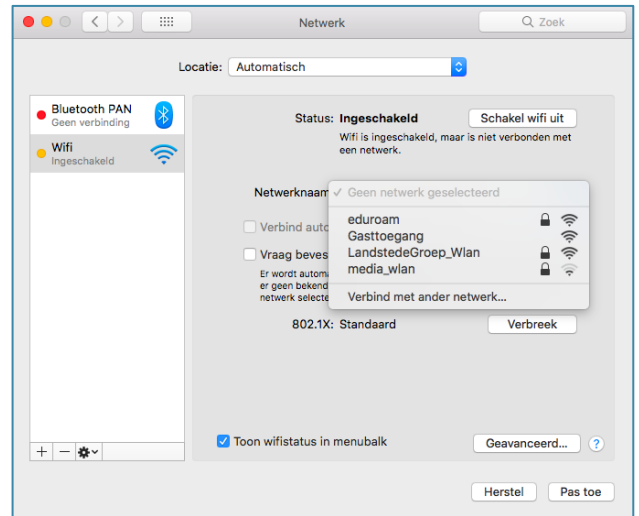 Netwerk
Zoek
Locatie: Automatisch
Bluetooth PAN
Geen verbinding
Wifi
Ingeschakeld
Status: Ingeschakeld
Schakel wifi uit
Wifi is ingeschakeld, maar is niet verbonden met
een netwerk.
Netwerknaam
✓ Geen netwerk geselecteerd
eduroam
Gasttoegang
LandstedeGroep_Wlan
media_wlan
Verbind met ander netwerk...
Verbind auto
Vraag beves
Er wordt autom
er geen bekend
netwerk selecte
802.1X: Standaard
Verbreek
Toon wifistatus in menubalk
Geavanceerd...
?
Herstel
Pas toe